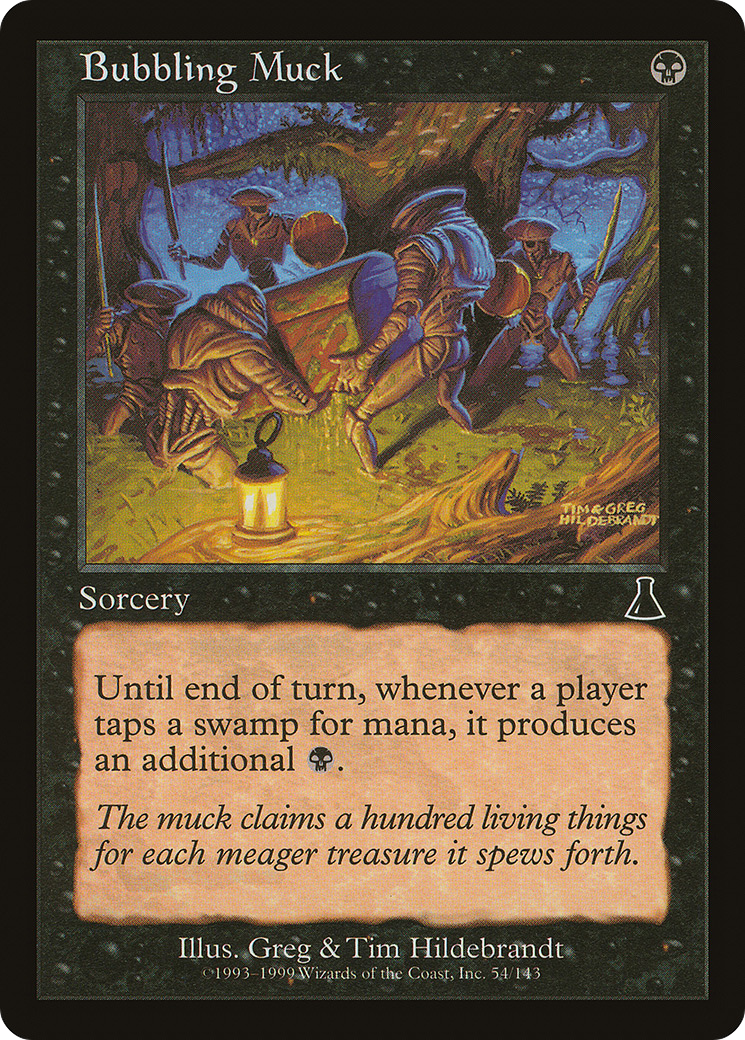 Bubbling Muck
TIM & GREG
HILDEBRANDT
Sorcery
Until end of turn, whenever a player
taps a swamp for mana, it produces
an additional .
The muck claims a hundred living things
for each meager treasure it spews forth.
Illus. Greg & Tim Hildebrandt
©1993–1999 Wizards of the Coast, Inc. 54/143